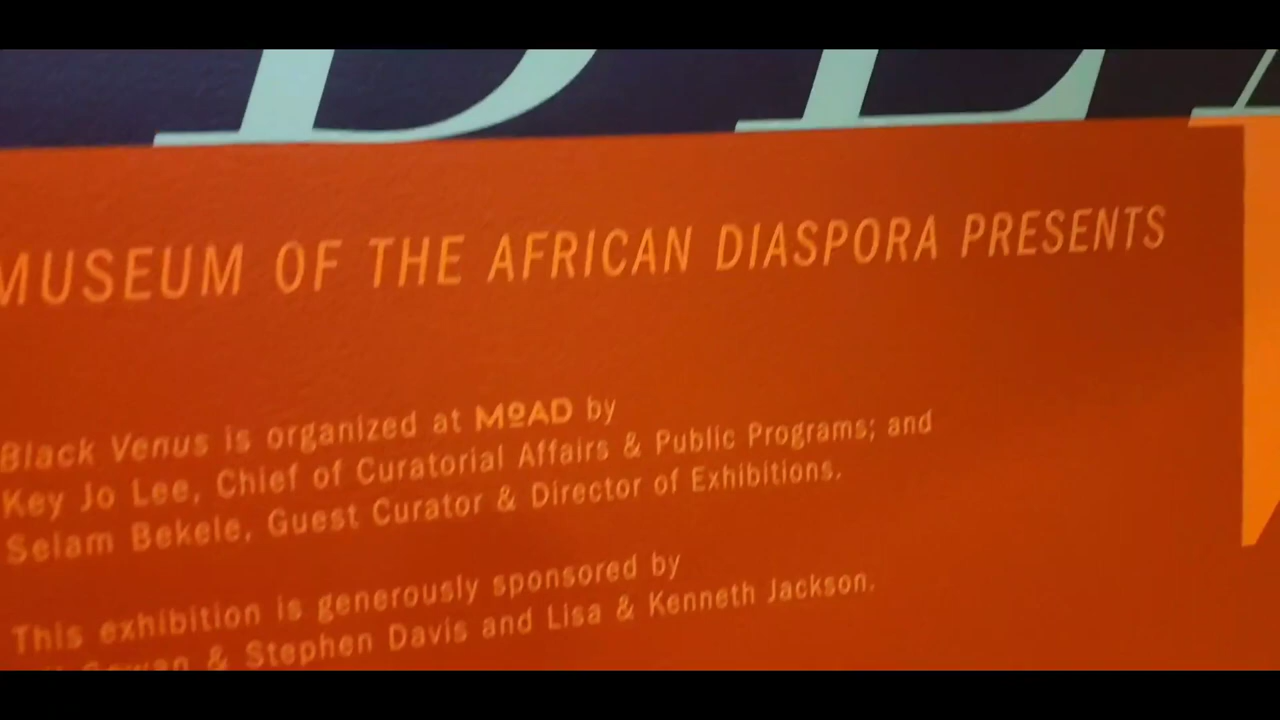 MUSEUM OF THE AFRICAN DIASPORA PRESENTS
Black Venus is organized at MOAD by
Key Jo Lee, Chief of Curatorial Affairs & Public Programs; and
Selam Bekele, Guest Curator & Director of Exhibitions.
This exhibition is generously sponsored by
& Stephen Davis and Lisa & Kenneth Jackson.